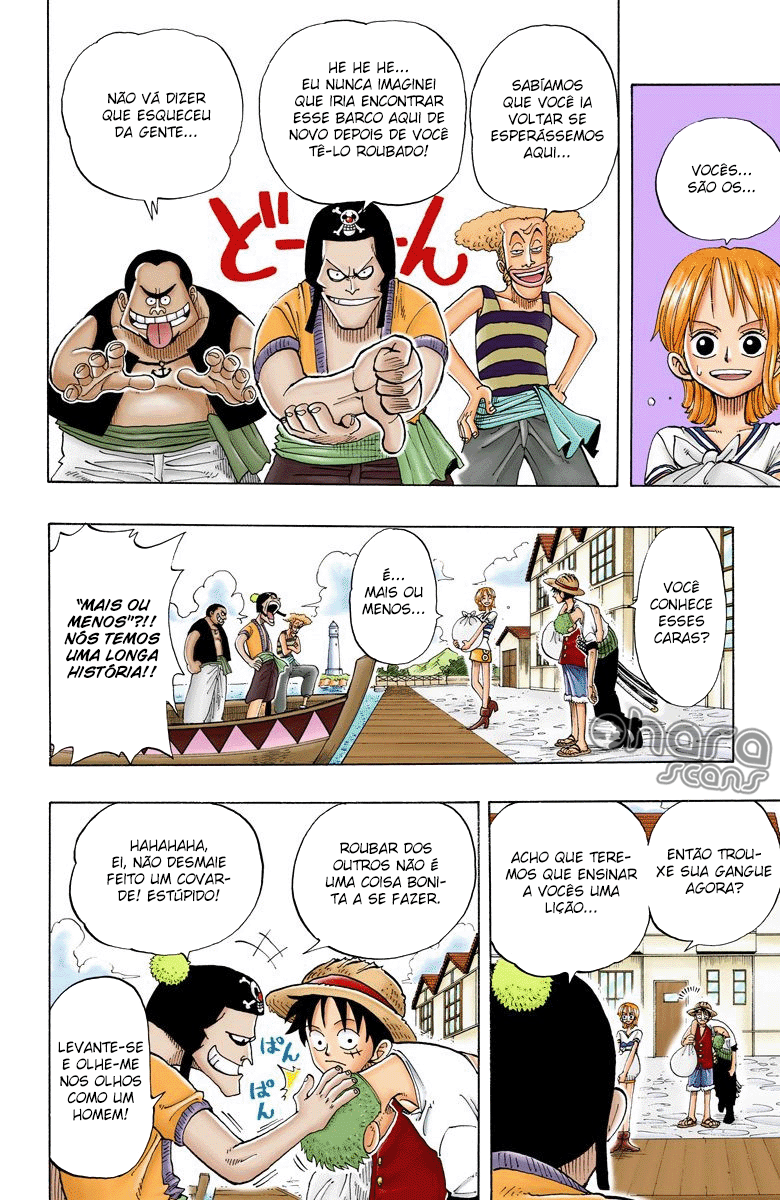 VOCÊS...
SÃO OS...
SABÍAMOS
QUE VOCÊ IA
VOLTAR SE
ESPERÁSSEMOS
AQUI...
HE HE HE...
EU NUNCA IMAGINEI
QUE IRIA ENCONTRAR
ESSE BARCO AQUI DE
NOVO DEPOIS DE VOCÊ
TÊ-LO ROUBADO!
NÃO VÁ DIZER
QUE ESQUECEU
DA GENTE...
どーーん
VOCÊ
CONHECE
ESSES
CARAS?
É...
MAIS OU
MENOS...
"MAIS OU
MENOS"?!!
NÓS TEMOS
UMA LONGA
HISTÓRIA!!
Ohara
scans
ENTÃO TROU-
XE SUA GANGUE
AGORA?
ACHO QUE TERE-
MOS QUE ENSINAR
A VOCÊS UMA
LIÇÃO...
ROUBAR DOS
OUTROS NÃO É
UMA COISA BONI-
TA A SE FAZER.
HAHAHAHA,
EI, NÃO DESMAIE
FEITO UM COVAR-
DE! ESTÚPIDO!
LEVANTE-SE
E OLHE-ME
NOS OLHOS
COMO UM
HOMEM!
ぱん
ぱん